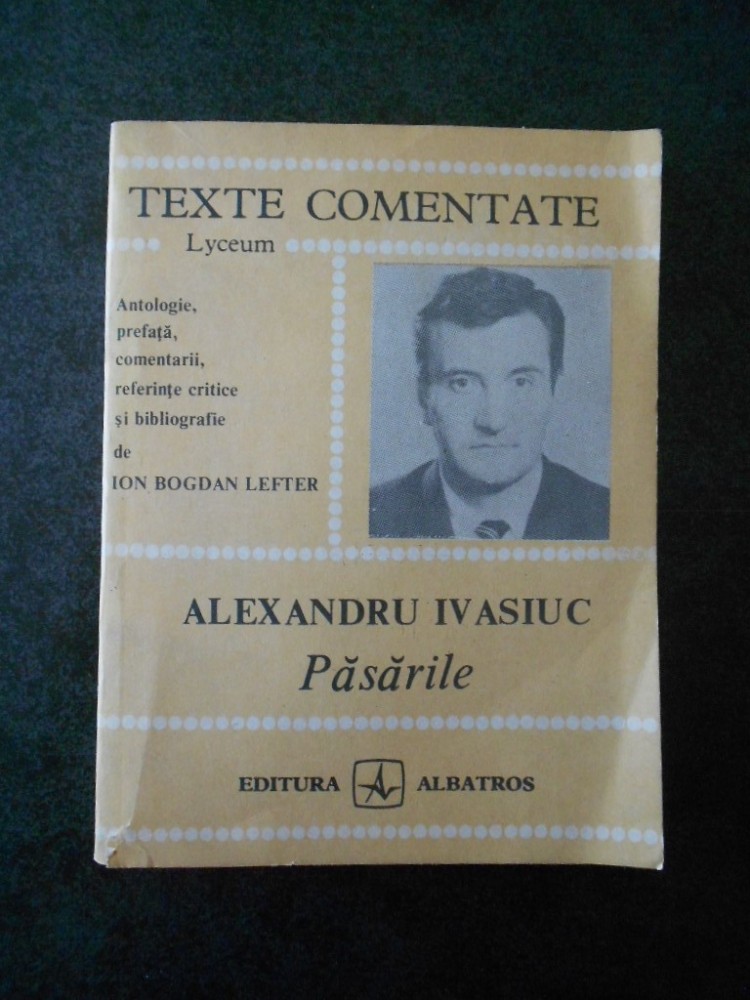 TEXTE COMENTATE
Lyceum
Antologie,
prefață,
comentarii,
referințe critice
și bibliografie
de
ION BOGDAN LEFTER
ALEXANDRU IVASIUC
Păsările
EDITURA ALBATROS